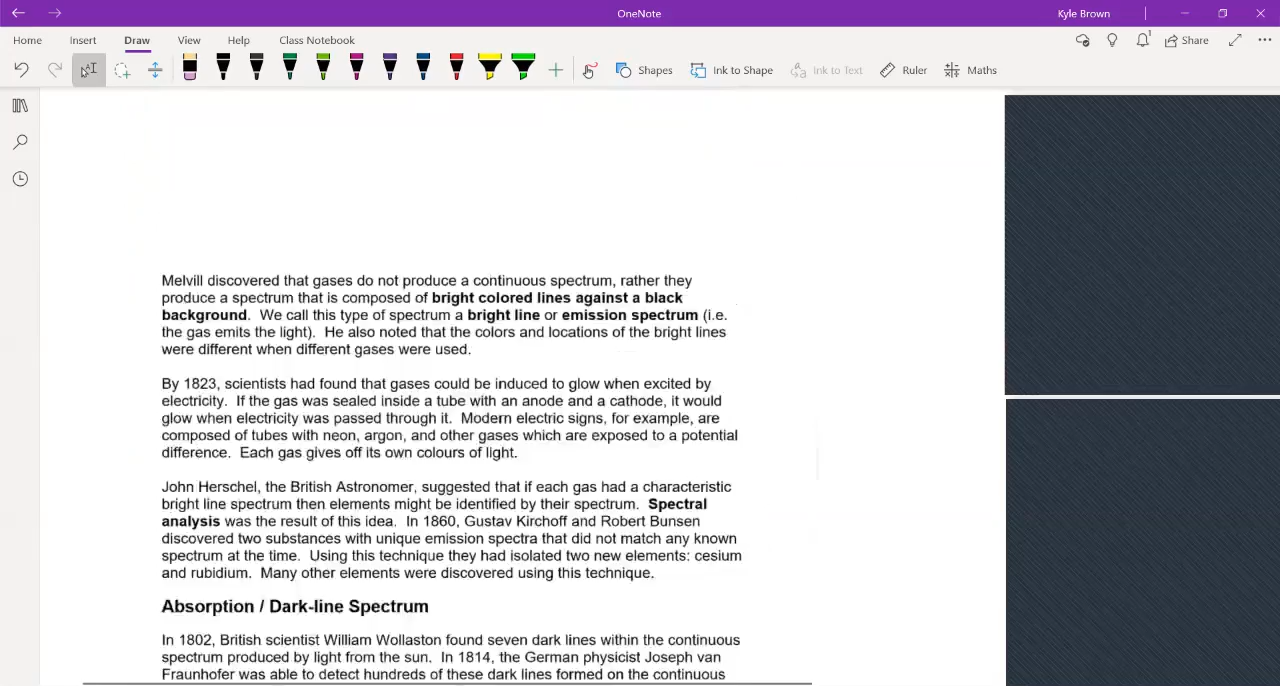 OneNote
Kyle Brown
Home Insert Draw View Help Class Notebook
1 Share
Shapes Ink to Shape Ink to Text Ruler Maths
Melvill discovered that gases do not produce a continuous spectrum, rather they
produce a spectrum that is composed of bright colored lines against a black
background. We call this type of spectrum a bright line or emission spectrum (i.e.
the gas emits the light). He also noted that the colors and locations of the bright lines
were different when different gases were used.
By 1823, scientists had found that gases could be induced to glow when excited by
electricity. If the gas was sealed inside a tube with an anode and a cathode, it would
glow when electricity was passed through it. Modern electric signs, for example, are
composed of tubes with neon, argon, and other gases which are exposed to a potential
difference. Each gas gives off its own colours of light.
John Herschel, the British Astronomer, suggested that if each gas had a characteristic
bright line spectrum then elements might be identified by their spectrum. Spectral
analysis was the result of this idea. In 1860, Gustav Kirchoff and Robert Bunsen
discovered two substances with unique emission spectra that did not match any known
spectrum at the time. Using this technique they had isolated two new elements: cesium
and rubidium. Many other elements were discovered using this technique.
Absorption / Dark-line Spectrum
In 1802, British scientist William Wollaston found seven dark lines within the continuous
spectrum produced by light from the sun. In 1814, the German physicist Joseph van
Fraunhofer was able to detect hundreds of these dark lines formed on the continuous